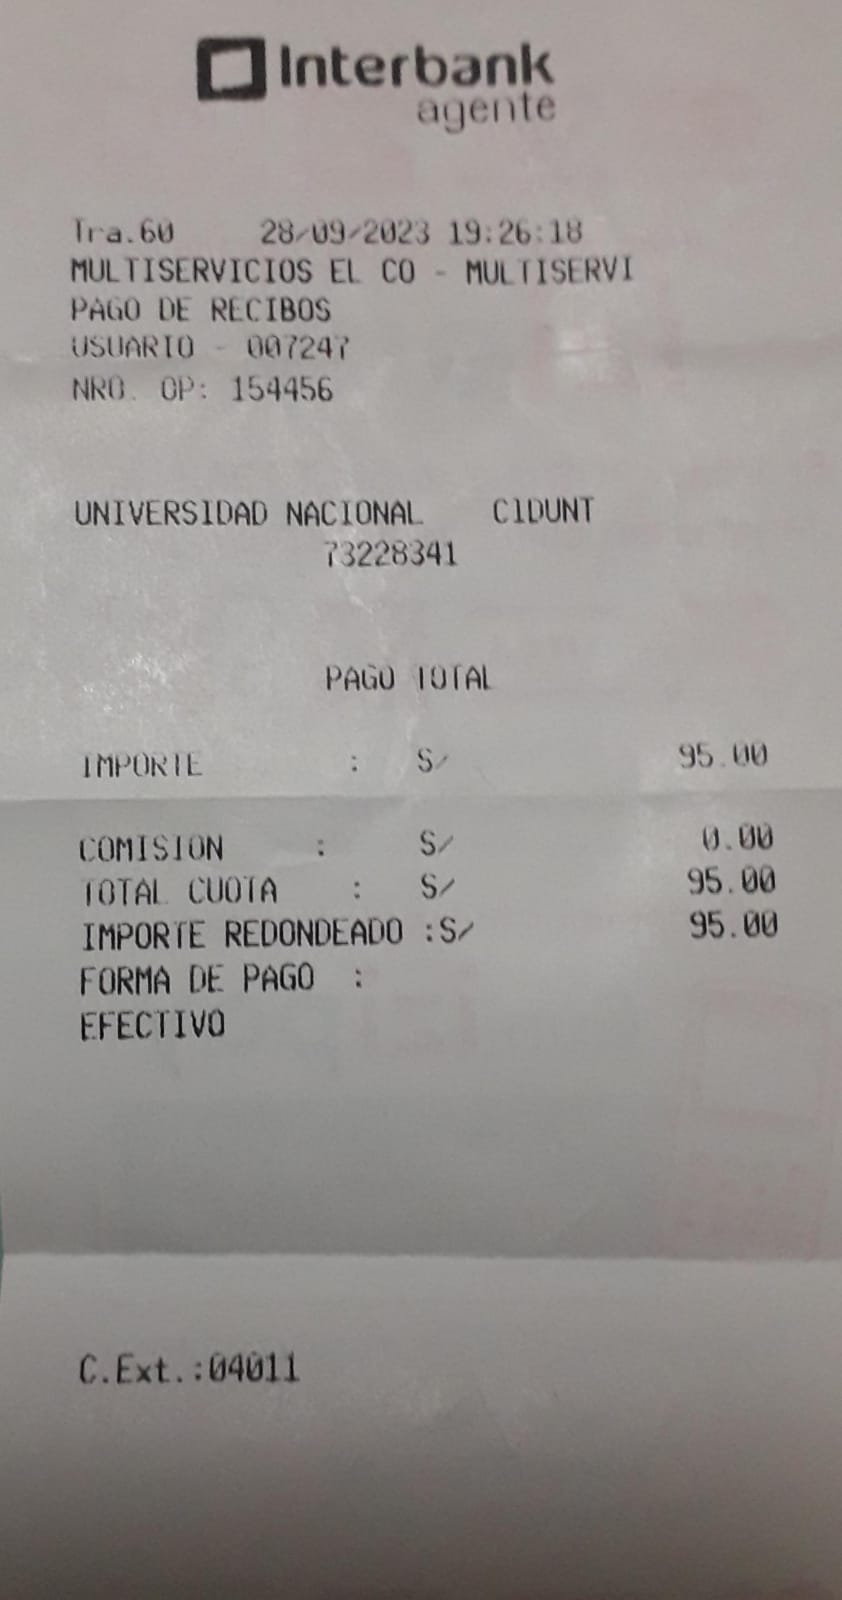 Interbank
agente
Tra.60 28/09/2023 19:26:18
MULTISERVICIOS EL CO - MULTISERVI
PAGO DE RECIBOS
USUARIO - 007247
NRO. OP: 154456
UNIVERSIDAD NACIONAL CIDUNT
73228341
PAGO TOTAL
IMPORTE : S/ 95.00
COMISION : S/ 0.00
TOTAL CUOTA : S/ 95.00
IMPORTE REDONDEADO :S/ 95.00
FORMA DE PAGO :
EFECTIVO
C.Ext.:04011